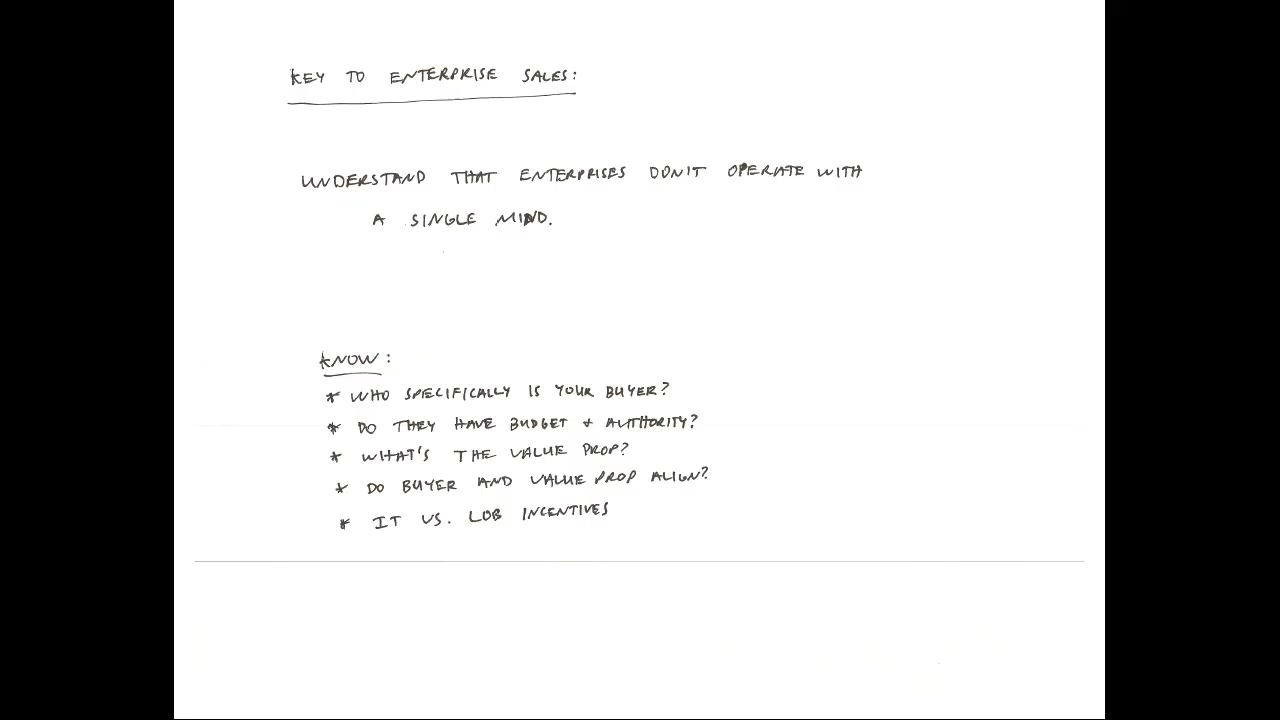 KEY TO ENTERPRISE SALES:
UNDERSTAND THAT ENTERPRISES DON'T OPERATE WITH
A SINGLE MIND.
KNOW:
* WHO SPECIFICALLY IS YOUR BUYER?
* DO THEY HAVE BUDGET + AUTHORITY?
* WHAT'S THE VALUE PROP?
* DO BUYER AND VALUE PROP ALIGN?
* IT VS. LOB INCENTIVES